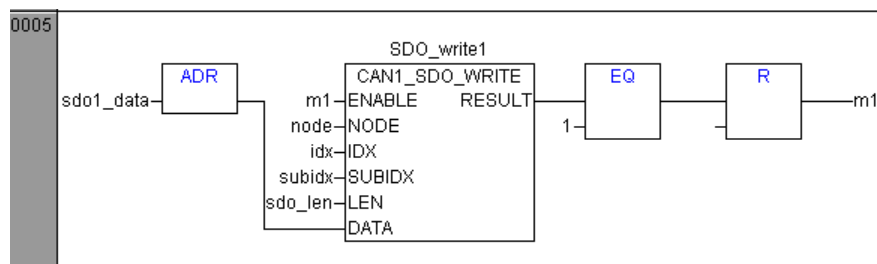 0005
SDO_write1
ADR
CAN1_SDO_WRITE
EQ
R
sdo1_data
m1
ENABLE
RESULT
m1
node
NODE
1
idx
IDX
subidx
SUBIDX
sdo_len
LEN
DATA